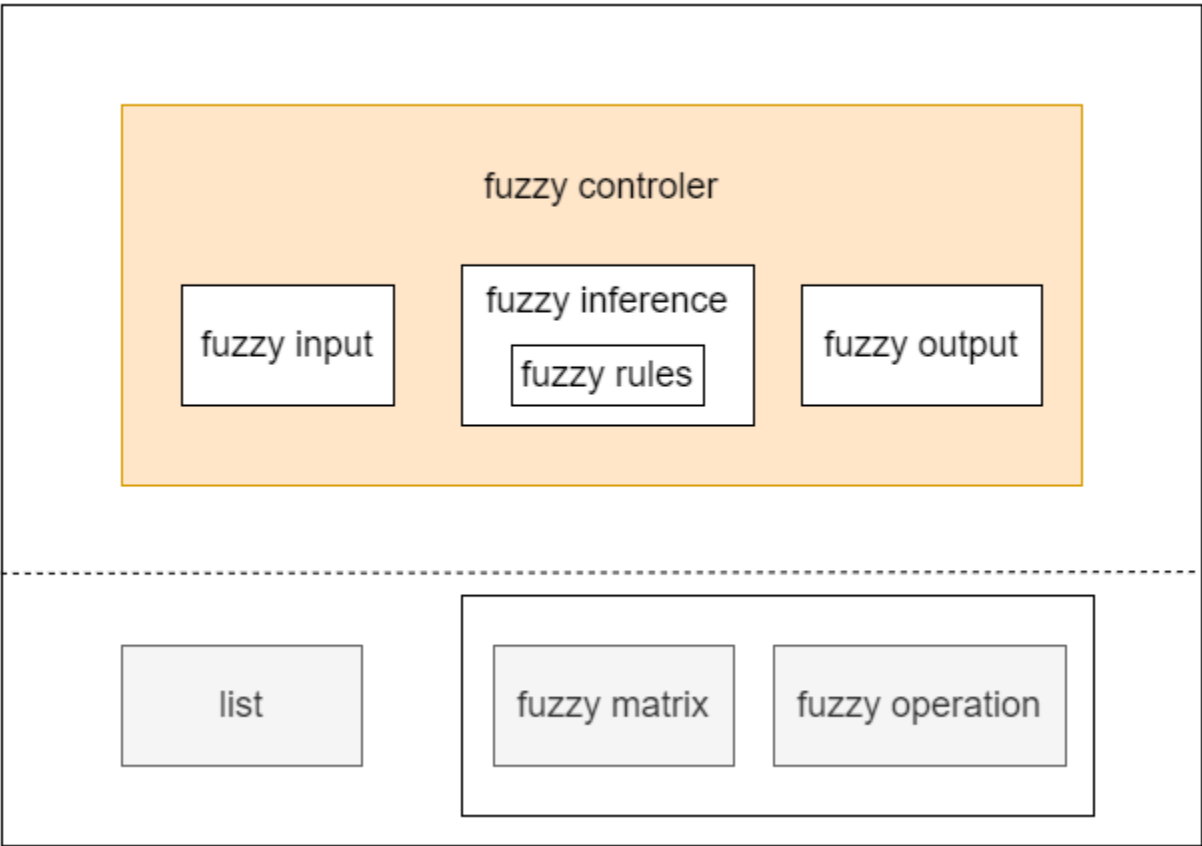 fuzzy controler
fuzzy input
fuzzy inference
fuzzy rules
fuzzy output
list
fuzzy matrix
fuzzy operation